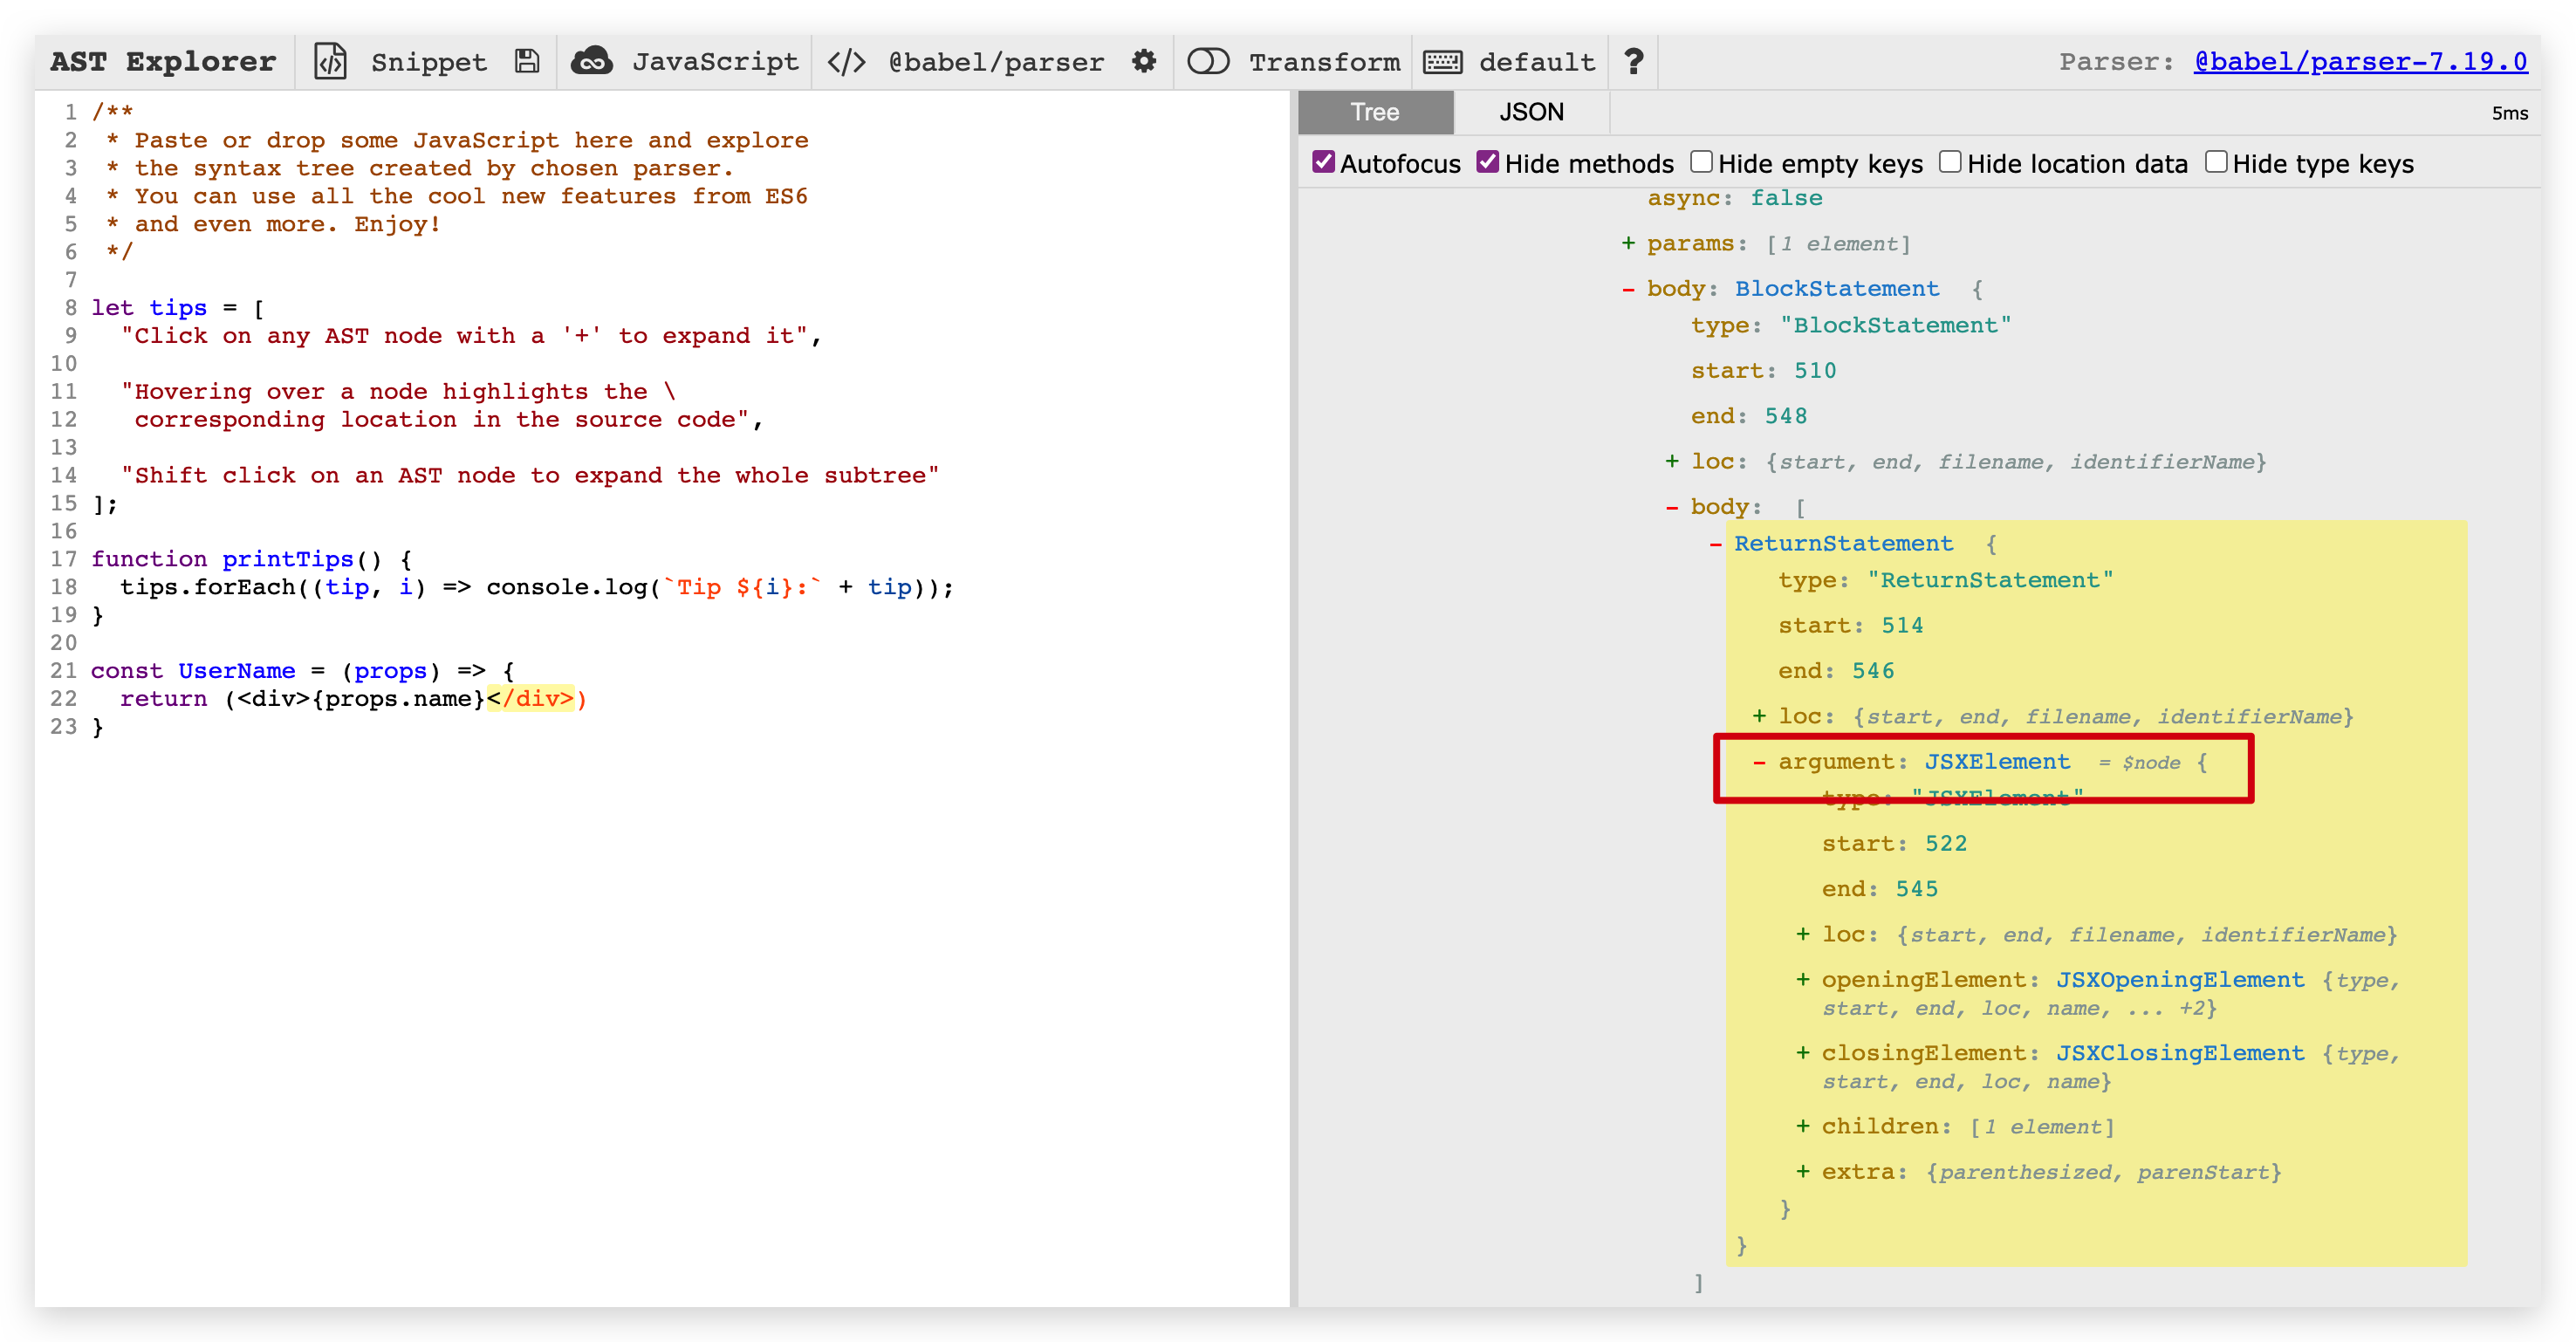 AST Explorer Snippet JavaScript </> @babel/parser Transform default ? Parser: @babel/parser-7.19.0
1 /**
2 * Paste or drop some JavaScript here and explore
3 * the syntax tree created by chosen parser.
4 * You can use all the cool new features from ES6
5 * and even more. Enjoy!
6 */
7
8 let tips = [
9 "Click on any AST node with a '+' to expand it",
10
11 "Hovering over a node highlights the \
12 corresponding location in the source code",
13
14 "Shift click on an AST node to expand the whole subtree"
15 ];
16
17 function printTips() {
18 tips.forEach((tip, i) => console.log(`Tip ${i}:` + tip));
19 }
20
21 const UserName = (props) => {
22 return (<div>{props.name}</div>)
23 }
Tree JSON 5ms
Autofocus Hide methods Hide empty keys Hide location data Hide type keys
async: false
+ params: [1 element]
- body: BlockStatement {
type: "BlockStatement"
start: 510
end: 548
+ loc: {start, end, filename, identifierName}
- body: [
- ReturnStatement {
type: "ReturnStatement"
start: 514
end: 546
+ loc: {start, end, filename, identifierName}
- argument: JSXElement = $node {
type: "JSXElement"
start: 522
end: 545
+ loc: {start, end, filename, identifierName}
+ openingElement: JSXOpeningElement {type,
start, end, loc, name, ... +2}
+ closingElement: JSXClosingElement {type,
start, end, loc, name}
+ children: [1 element]
+ extra: {parenthesized, parenStart}
}
}
]